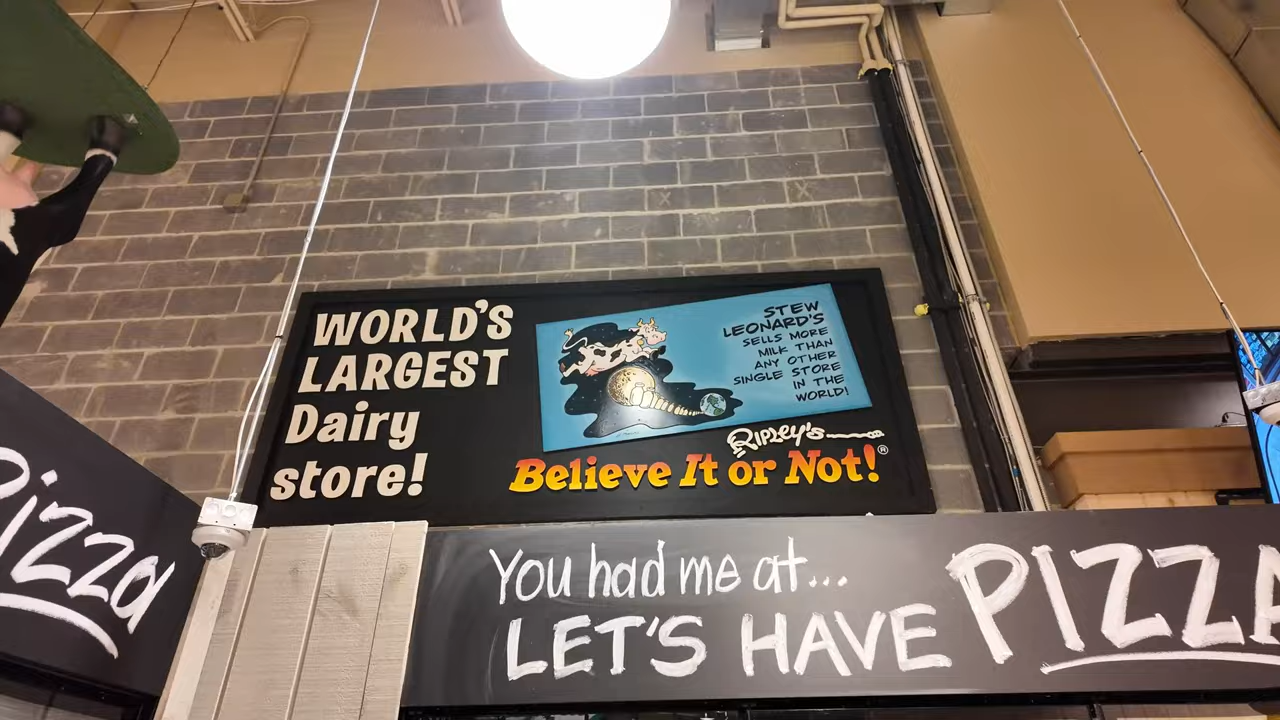 WORLD'S
LARGEST
Dairy
store!
STEW
LEONARD'S
SELLS MORE
MILK THAN
ANY OTHER
SINGLE STORE
IN THE
WORLD!
RIPLEY'S
Believe It or Not!®
Pizza
You had me at...
LET'S HAVE PIZZA